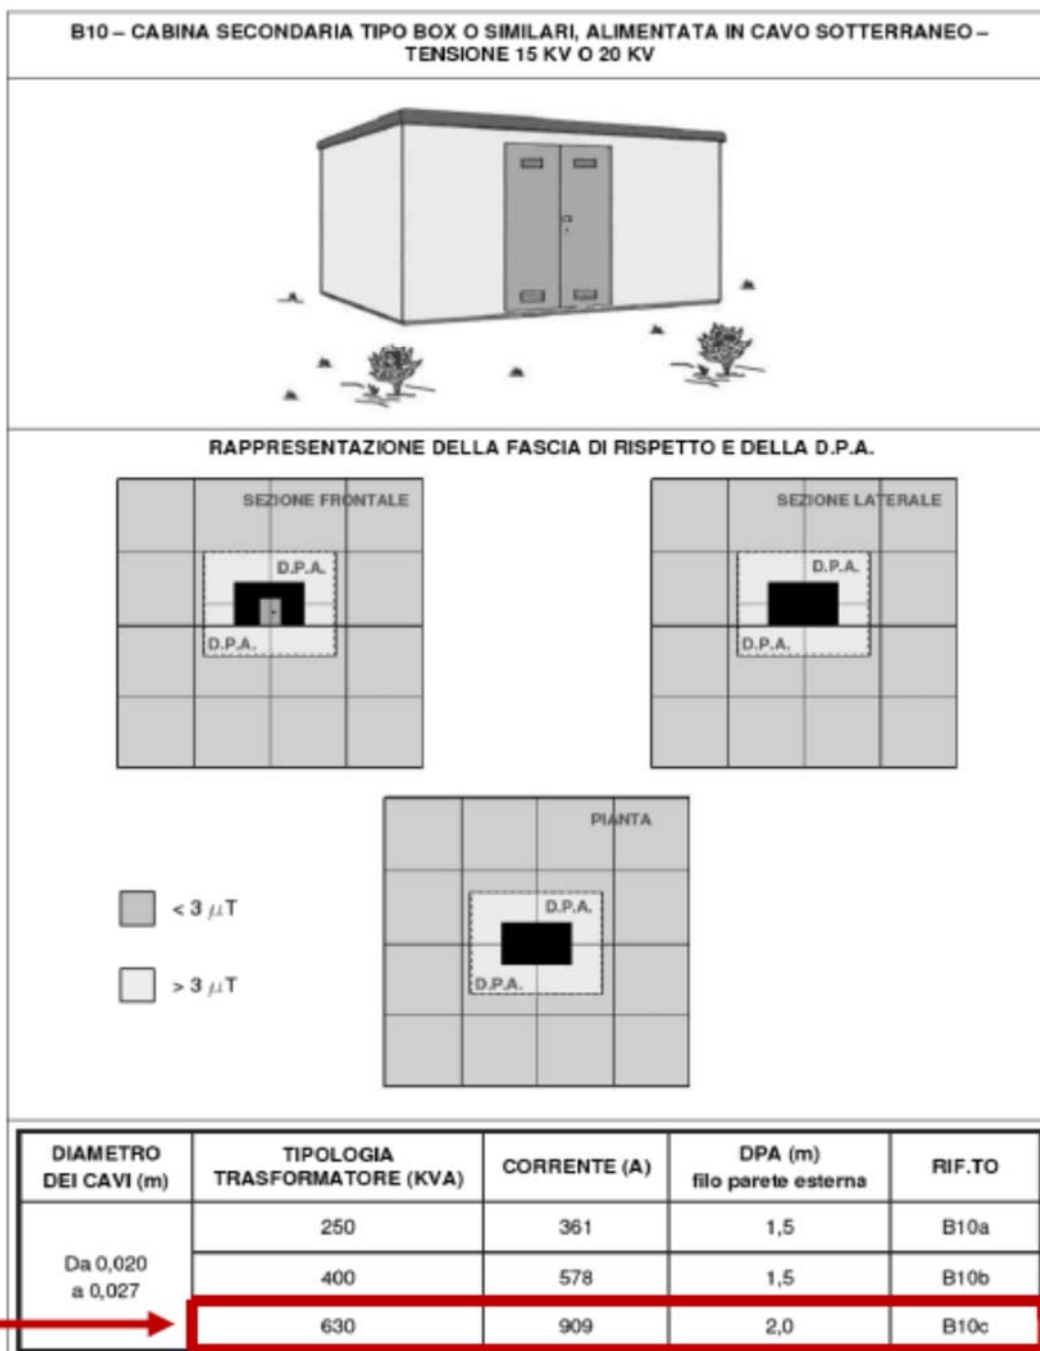 B10 – CABINA SECONDARIA TIPO BOX O SIMILARI, ALIMENTATA IN CAVO SOTTERRANEO –
TENSIONE 15 KV O 20 KV
RAPPRESENTAZIONE DELLA FASCIA DI RISPETTO E DELLA D.P.A.
SEZIONE FRONTALE
D.P.A.
D.P.A.
SEZIONE LATERALE
D.P.A.
D.P.A.
PIANTA
D.P.A.
D.P.A.
< 3 μT
> 3 μT
DIAMETRO
DEI CAVI (m)
TIPOLOGIA
TRASFORMATORE (KVA)
CORRENTE (A)
DPA (m)
filo parete esterna
RIF.TO
Da 0,020
a 0,027
250 361 1,5 B10a
400 578 1,5 B10b
630 909 2,0 B10c